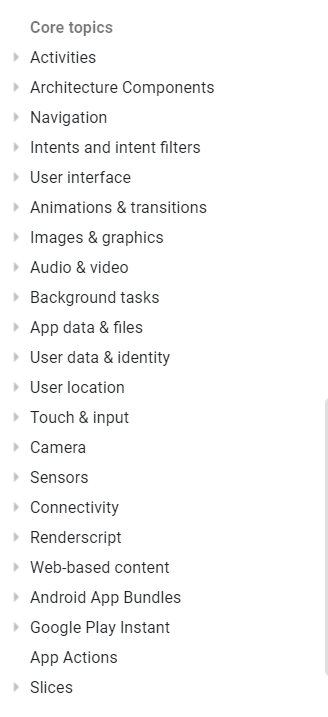 Core topics
Activities
Architecture Components
Navigation
Intents and intent filters
User interface
Animations & transitions
Images & graphics
Audio & video
Background tasks
App data & files
User data & identity
User location
Touch & input
Camera
Sensors
Connectivity
Renderscript
Web-based content
Android App Bundles
Google Play Instant
App Actions
Slices